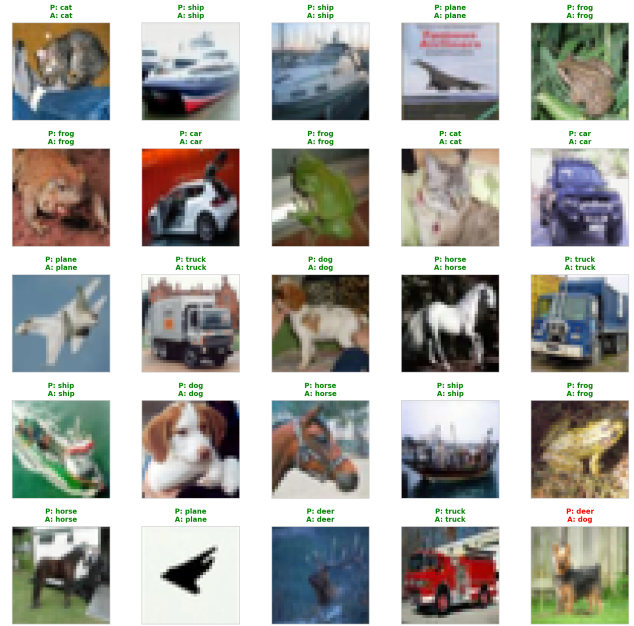 P: cat
A: cat
P: ship
A: ship
P: ship
A: ship
P: plane
A: plane
P: frog
A: frog
P: frog
A: frog
P: car
A: car
P: frog
A: frog
P: cat
A: cat
P: car
A: car
P: plane
A: plane
P: truck
A: truck
P: dog
A: dog
P: horse
A: horse
P: truck
A: truck
P: ship
A: ship
P: dog
A: dog
P: horse
A: horse
P: ship
A: ship
P: frog
A: frog
P: horse
A: horse
P: plane
A: plane
P: deer
A: deer
P: truck
A: truck
P: deer
A: dog